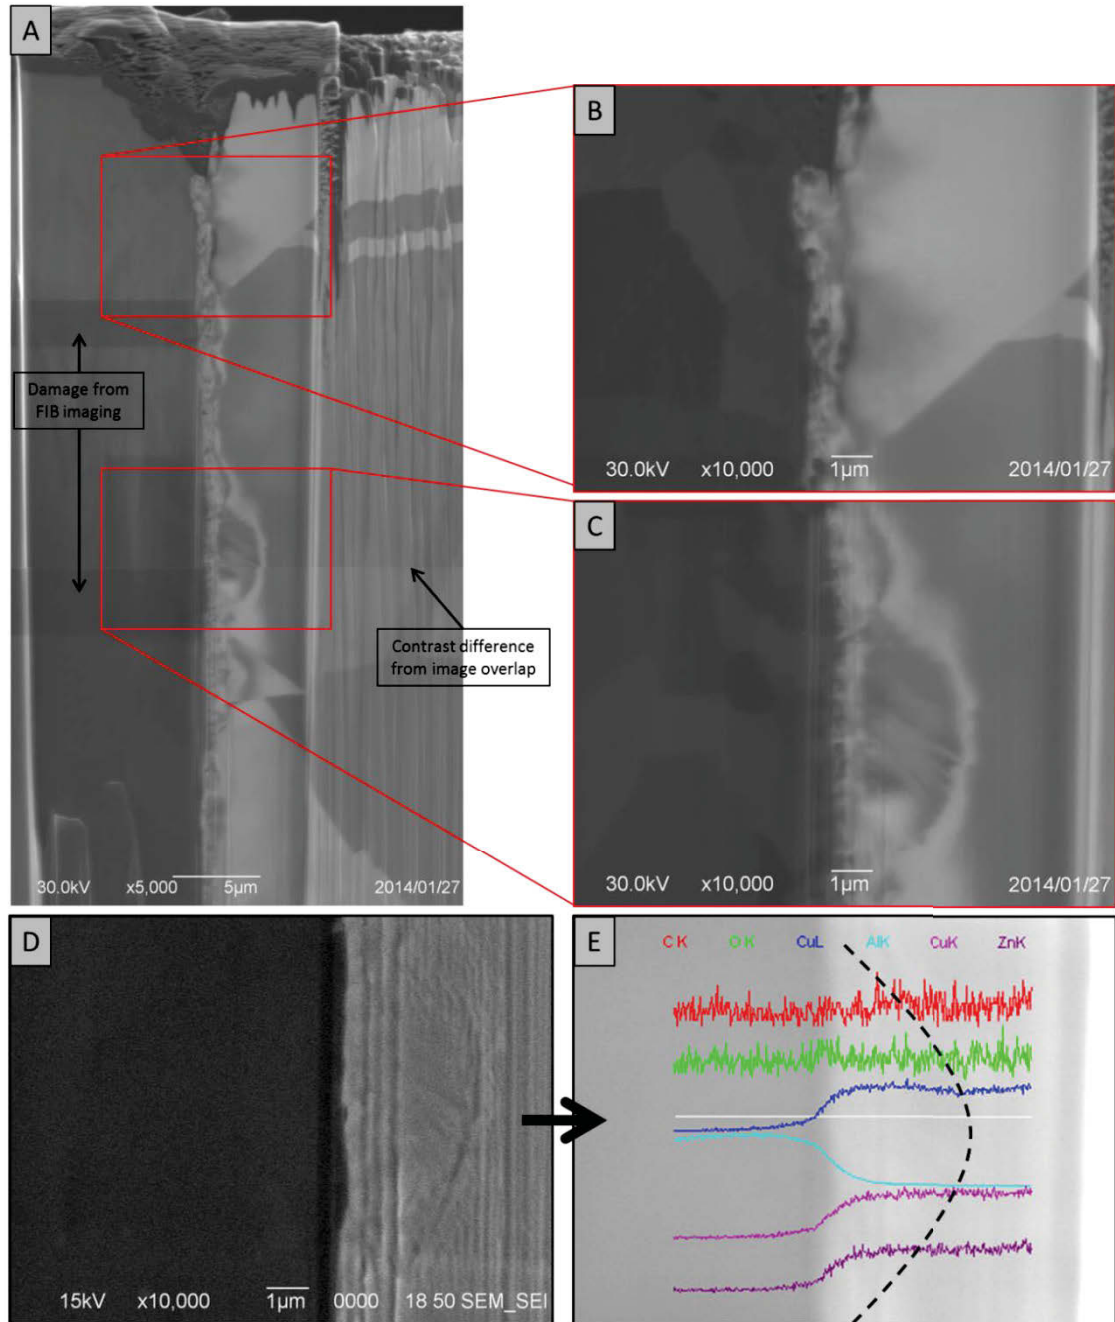 A
Damage from
FIB imaging
Contrast difference
from image overlap
30.0kV x5,000 5µm 2014/01/27
B
30.0kV x10,000 1µm 2014/01/27
C
30.0kV x10,000 1µm 2014/01/27
D
15kV x10,000 1µm 0000 18 50 SEM_SEI
E
C K O K CuL AlK CuK ZnK